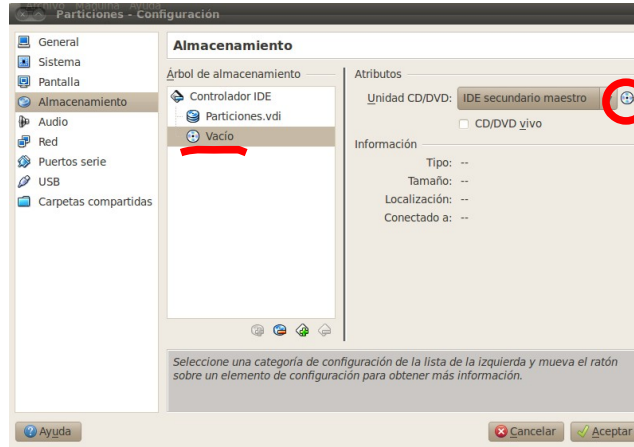 Archivo Máquina Ayuda
Particiones - Configuración
General
Sistema
Pantalla
Almacenamiento
Audio
Red
Puertos serie
USB
Carpetas compartidas
Almacenamiento
Árbol de almacenamiento
Controlador IDE
Particiones.vdi
Vacío
Atributos
Unidad CD/DVD: IDE secundario maestro
CD/DVD vivo
Información
Tipo: --
Tamaño: --
Localización: --
Conectado a: --
Seleccione una categoría de configuración de la lista de la izquierda y mueva el ratón
sobre un elemento de configuración para obtener más información.
Ayuda
Cancelar
Aceptar